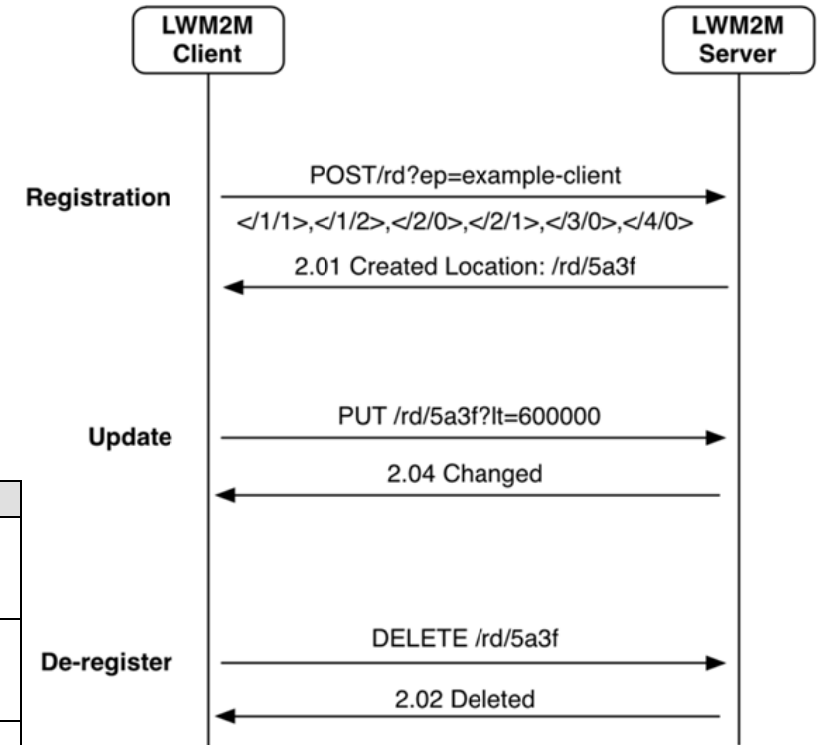 LWM2M
Client
LWM2M
Server
Registration
POST/rd?ep=example-client
</1/1>,</1/2>,</2/0>,</2/1>,</3/0>,</4/0>
2.01 Created Location: /rd/5a3f
Update
PUT /rd/5a3f?lt=600000
2.04 Changed
De-register
DELETE /rd/5a3f
2.02 Deleted